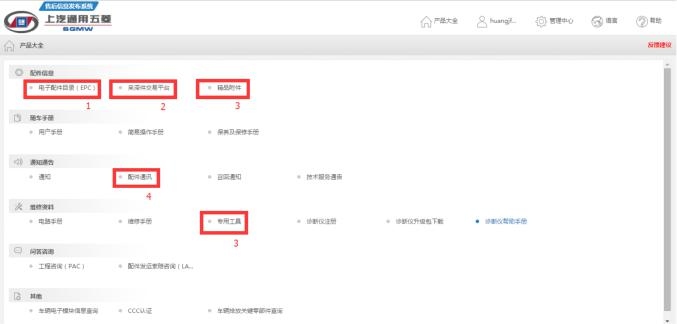 售后信息发布系统
上汽通用五菱
SGMW
产品大全 huangjf... 管理中心 语言 帮助
产品大全 反馈建议
配件信息
电子配件目录（EPC） 呆滞件交易平台 精品附件
1 2 3
随车手册
用户手册 简易操作手册 保养及保修手册
通知通告
通知 配件通讯 召回通知 技术服务通告
4
维修资料
电路手册 维修手册 专用工具 诊断仪注册 诊断仪升级包下载 诊断仪帮助手册
3
问答咨询
工程咨询（PAC） 配件发运索赔咨询（LA...
其他
车辆电子模块信息查询 CCC认证 车辆排放关键零部件查询